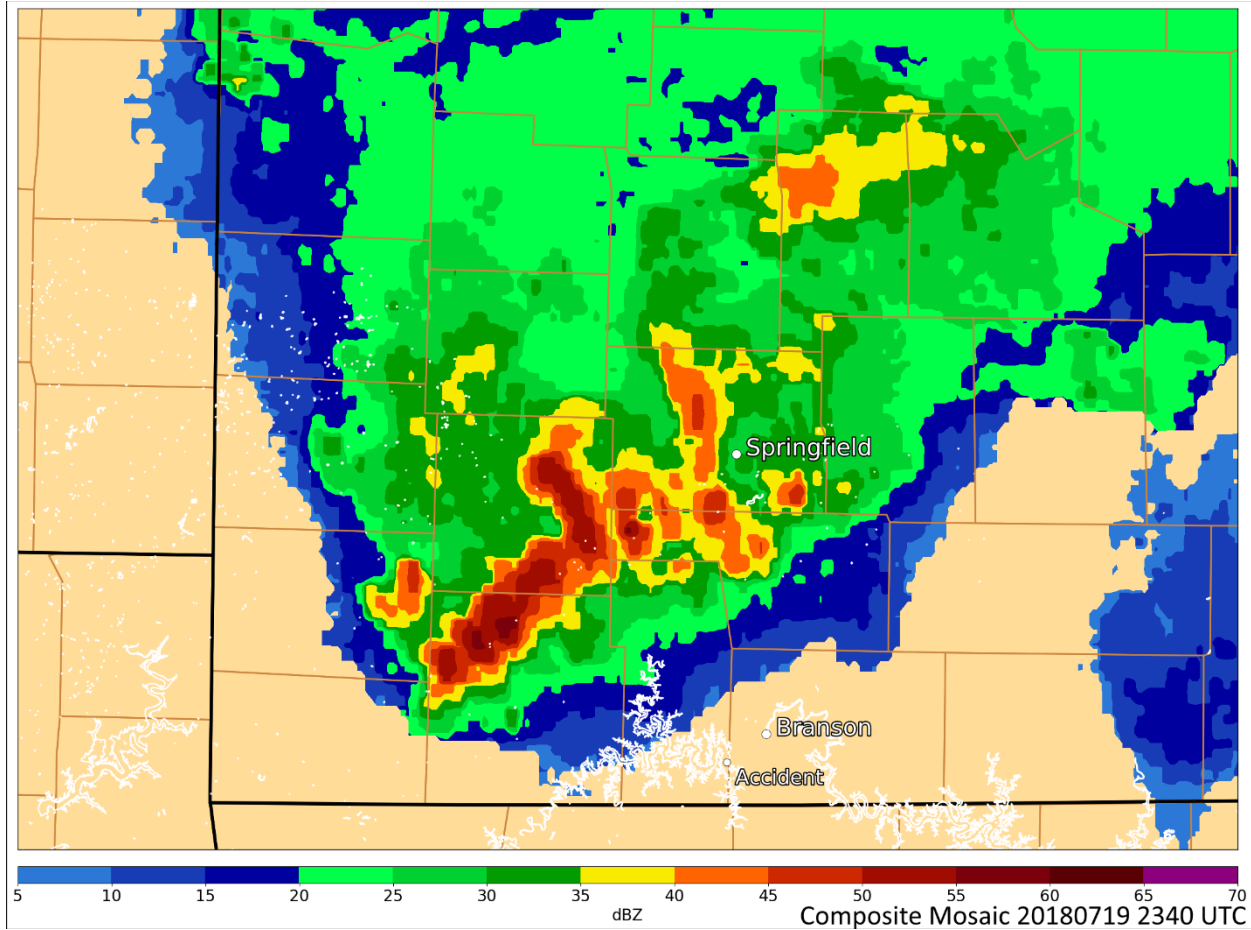 Springfield
Branson
Accident
5 10 15 20 25 30 35 40 45 50 55 60 65 70
dBZ
Composite Mosaic 20180719 2340 UTC